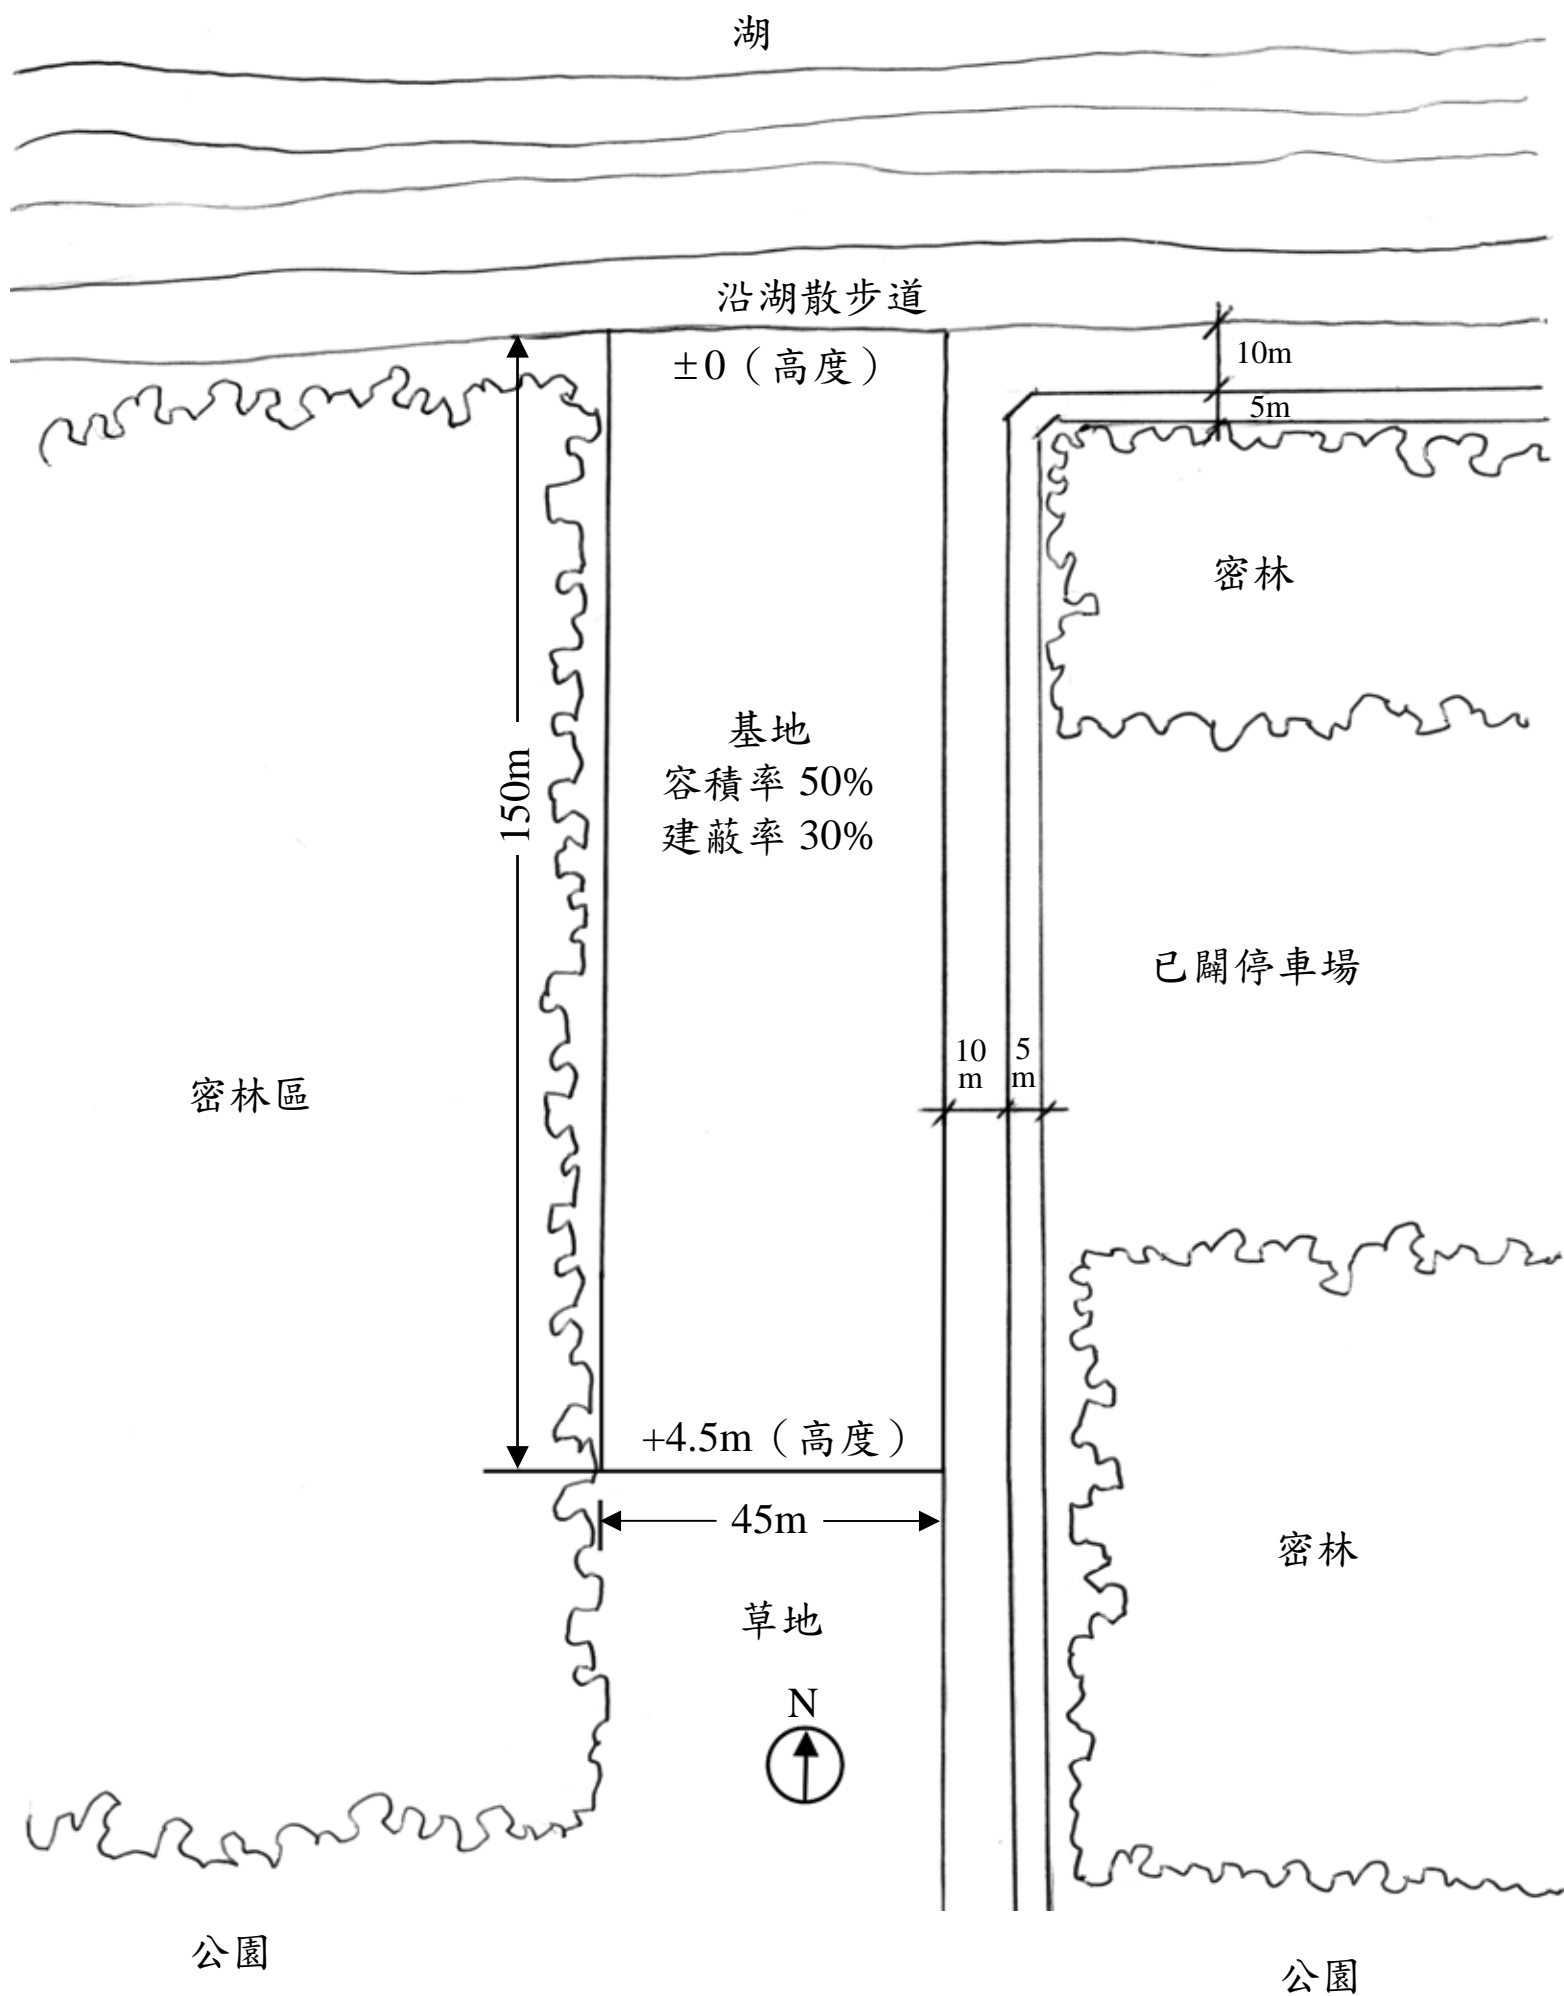 湖
沿湖散步道
±0（高度）
10m
5m
密林
基地
容積率 50%
建蔽率 30%
150m
已闢停車場
10
m
5
m
密林區
+4.5m（高度）
45m
密林
草地
N
公園
公園